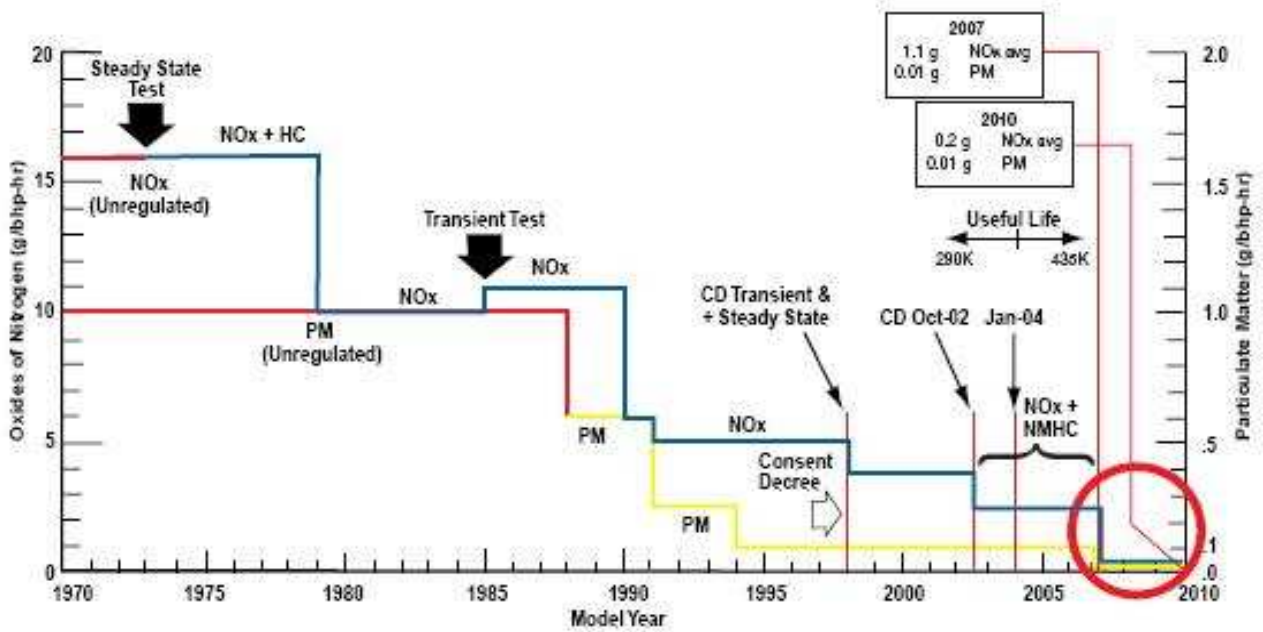 2007
1.1 g NOx avg
0.01 g PM
2010
0.2 g NOx avg
0.01 g PM
Useful Life
290K 435K
20
15
10
5
0
Oxides of Nitrogen (g/bhp-hr)
Steady State
Test
NOx + HC
NOx
(Unregulated)
Transient Test
NOx
NOx
PM
(Unregulated)
PM
NOx
PM
CD Transient &
+ Steady State
CD Oct-02 Jan-04
NOx +
NMHC
Consent
Decree
2.0
1.5
1.0
.5
.1
.0
Particulate Matter (g/bhp-hr)
1970 1975 1980 1985 1990 1995 2000 2005 2010
Model Year